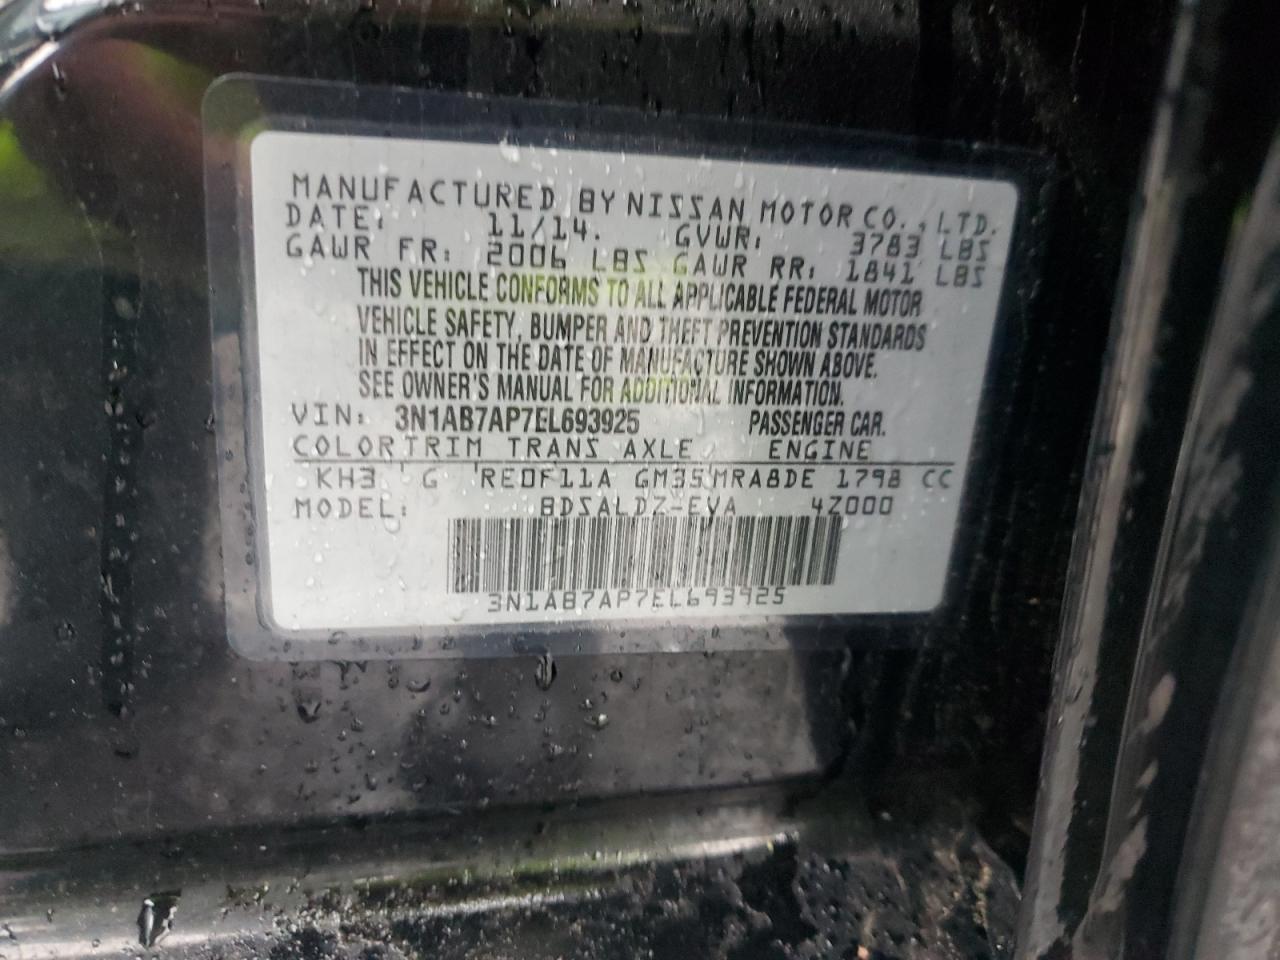 MANUFACTURED BY NISSAN MOTOR CO., LTD.
DATE: 11/14. GVWR: 3783 LBS
GAWR FR: 2006 LBS GAWR RR: 1841 LBS
THIS VEHICLE CONFORMS TO ALL APPLICABLE FEDERAL MOTOR
VEHICLE SAFETY, BUMPER AND THEFT PREVENTION STANDARDS
IN EFFECT ON THE DATE OF MANUFACTURE SHOWN ABOVE.
SEE OWNER'S MANUAL FOR ADDITIONAL INFORMATION.
VIN: 3N1AB7AP7EL693925 PASSENGER CAR.
COLOR TRIM TRANS AXLE ENGINE
KH3 G RE0F11A GM35 MRA8DE 1798 CC
MODEL: BDSALDZ-EVA 4Z000
3N1AB7AP7EL693925